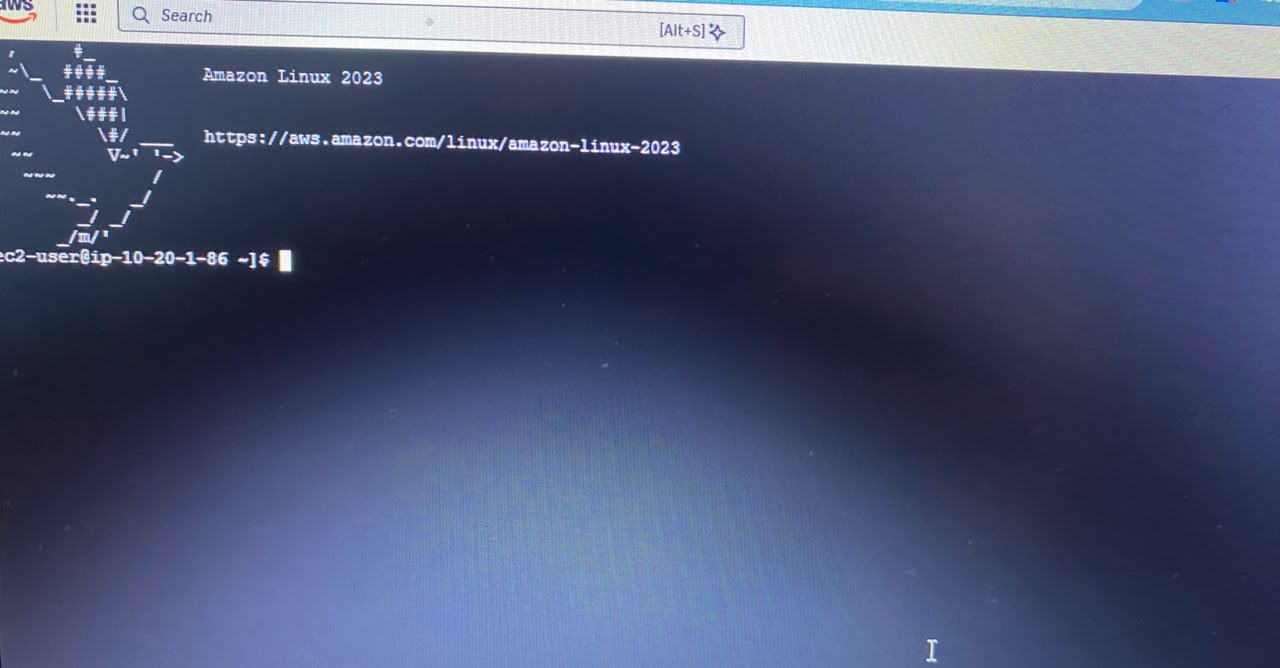 aws
Search
[Alt+S]
Amazon Linux 2023
https://aws.amazon.com/linux/amazon-linux-2023
ec2-user@ip-10-20-1-86 ~]$